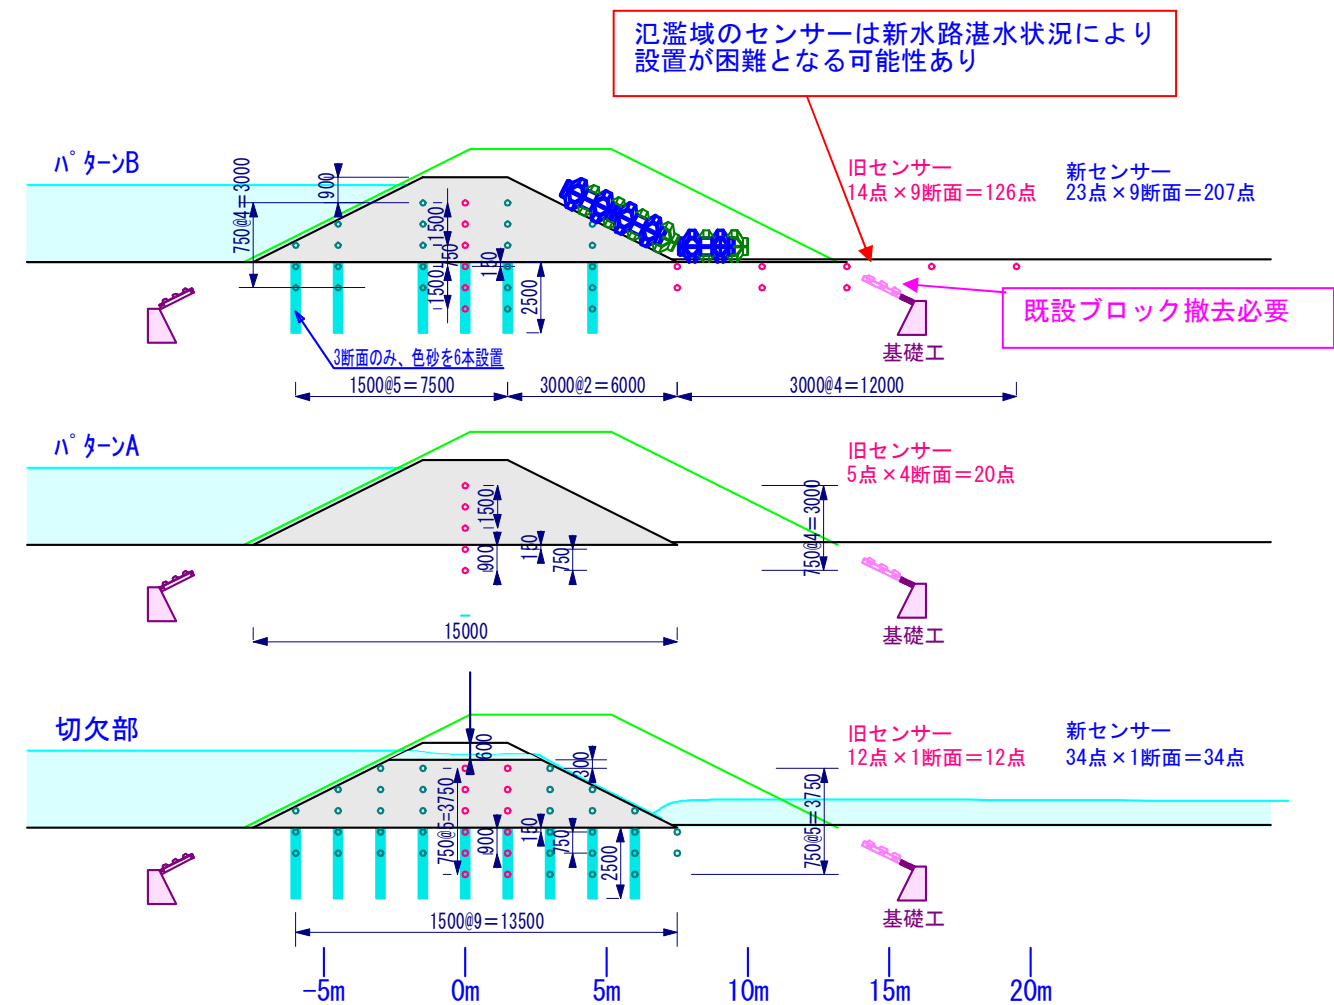 氾濫域のセンサーは新水路湛水状況により
設置が困難となる可能性あり
パターンB
旧センサー
14点×9断面＝126点
新センサー
23点×9断面＝207点
750@4＝3000
900
1500
750
150
1500
2500
既設ブロック撤去必要
基礎工
3断面のみ、色砂を6本設置
1500@5＝7500
3000@2＝6000
3000@4＝12000
パターンA
旧センサー
5点×4断面＝20点
1500
900
150
750
750@4＝3000
基礎工
15000
切欠部
旧センサー
12点×1断面＝12点
新センサー
34点×1断面＝34点
600
300
750@5=3750
900
150
750
2500
750@5＝3750
基礎工
1500@9＝13500
-5m
0m
5m
10m
15m
20m